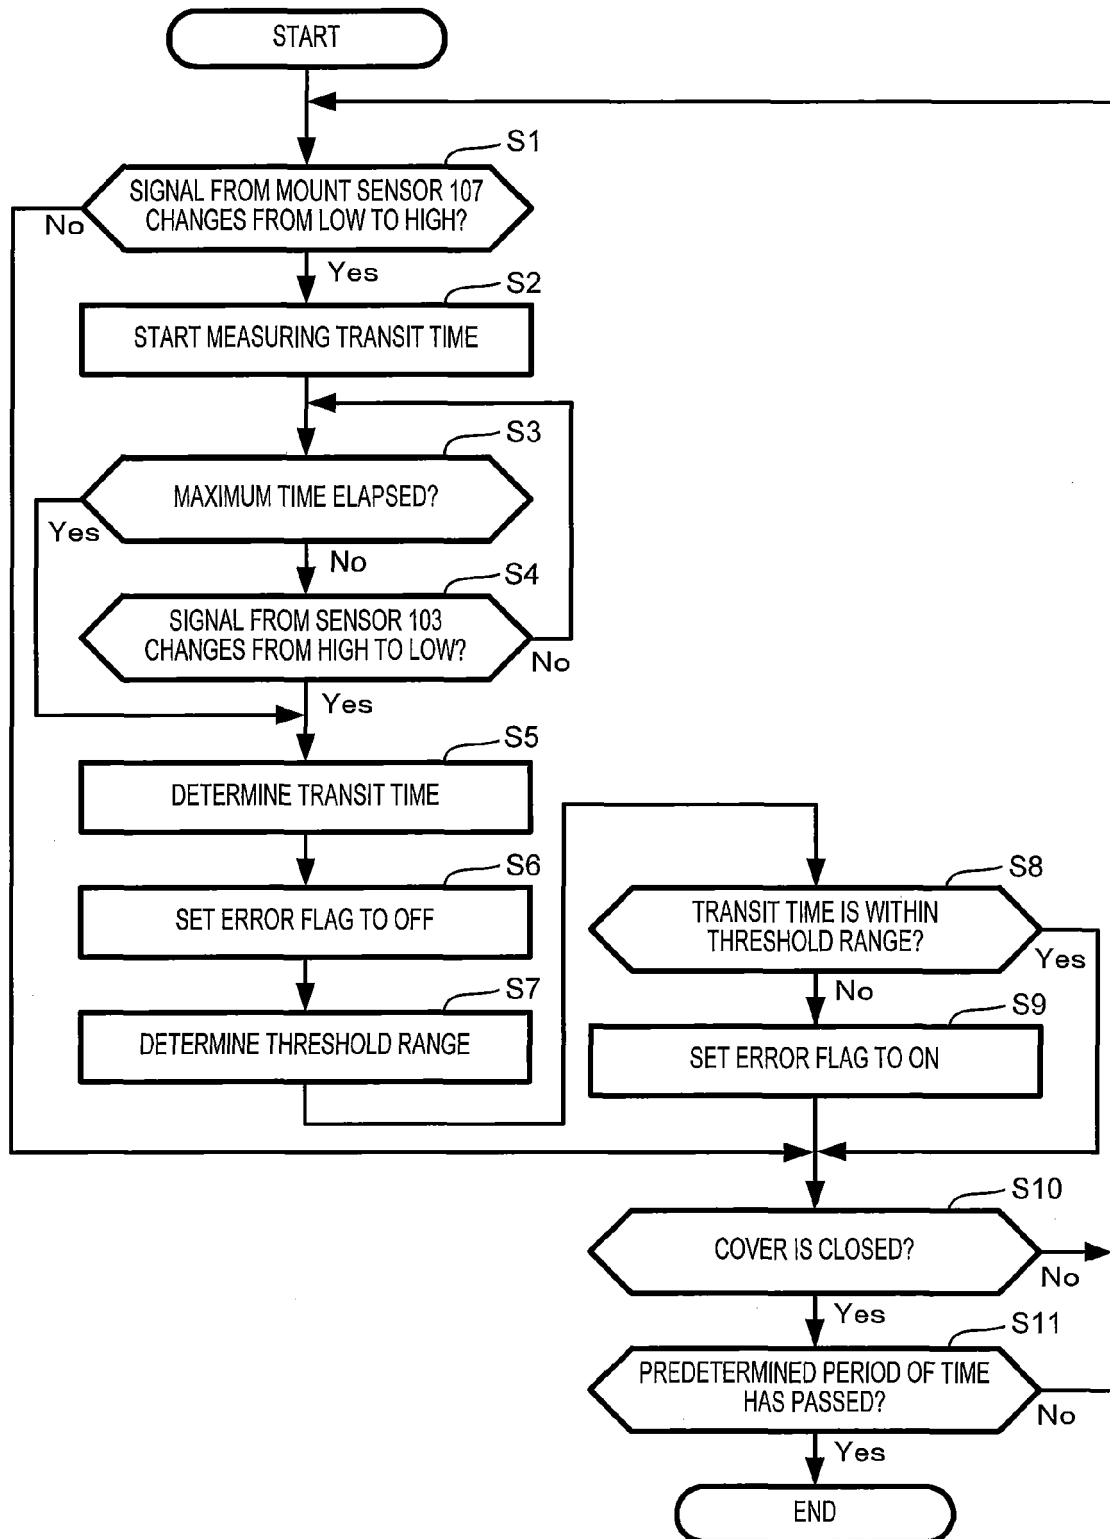 START
S1
SIGNAL FROM MOUNT SENSOR 107
CHANGES FROM LOW TO HIGH?
No
Yes
S2
START MEASURING TRANSIT TIME
S3
MAXIMUM TIME ELAPSED?
Yes
No
S4
SIGNAL FROM SENSOR 103
CHANGES FROM HIGH TO LOW?
No
Yes
S5
DETERMINE TRANSIT TIME
S6
SET ERROR FLAG TO OFF
S7
DETERMINE THRESHOLD RANGE
S8
TRANSIT TIME IS WITHIN
THRESHOLD RANGE?
Yes
No
S9
SET ERROR FLAG TO ON
S10
COVER IS CLOSED?
No
Yes
S11
PREDETERMINED PERIOD OF TIME
HAS PASSED?
No
Yes
END